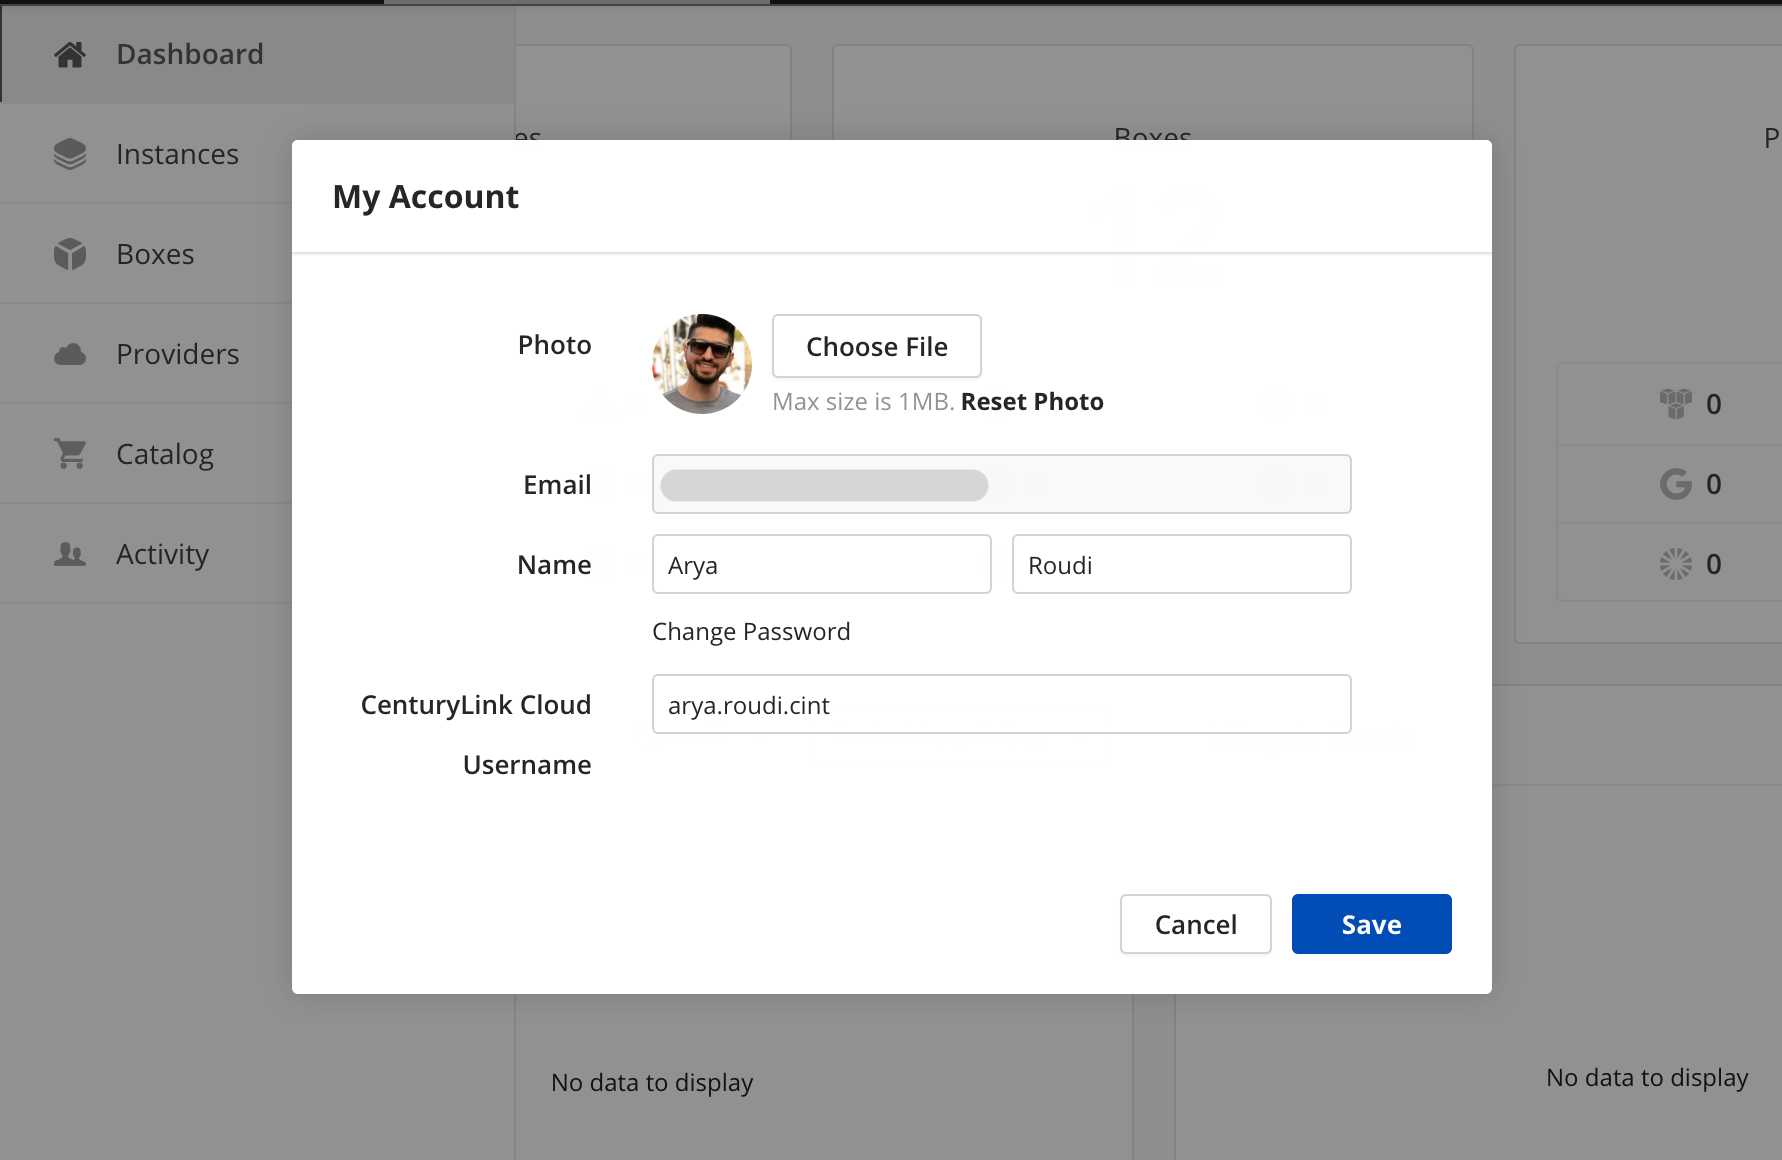 Dashboard
Instances
Boxes
Providers
Catalog
Activity
es
Boxes
P
My Account
Photo
Choose File
Max size is 1MB. Reset Photo
Email
Name
Arya
Roudi
Change Password
CenturyLink Cloud
Username
arya.roudi.cint
Cancel
Save
0
0
0
No data to display
No data to display